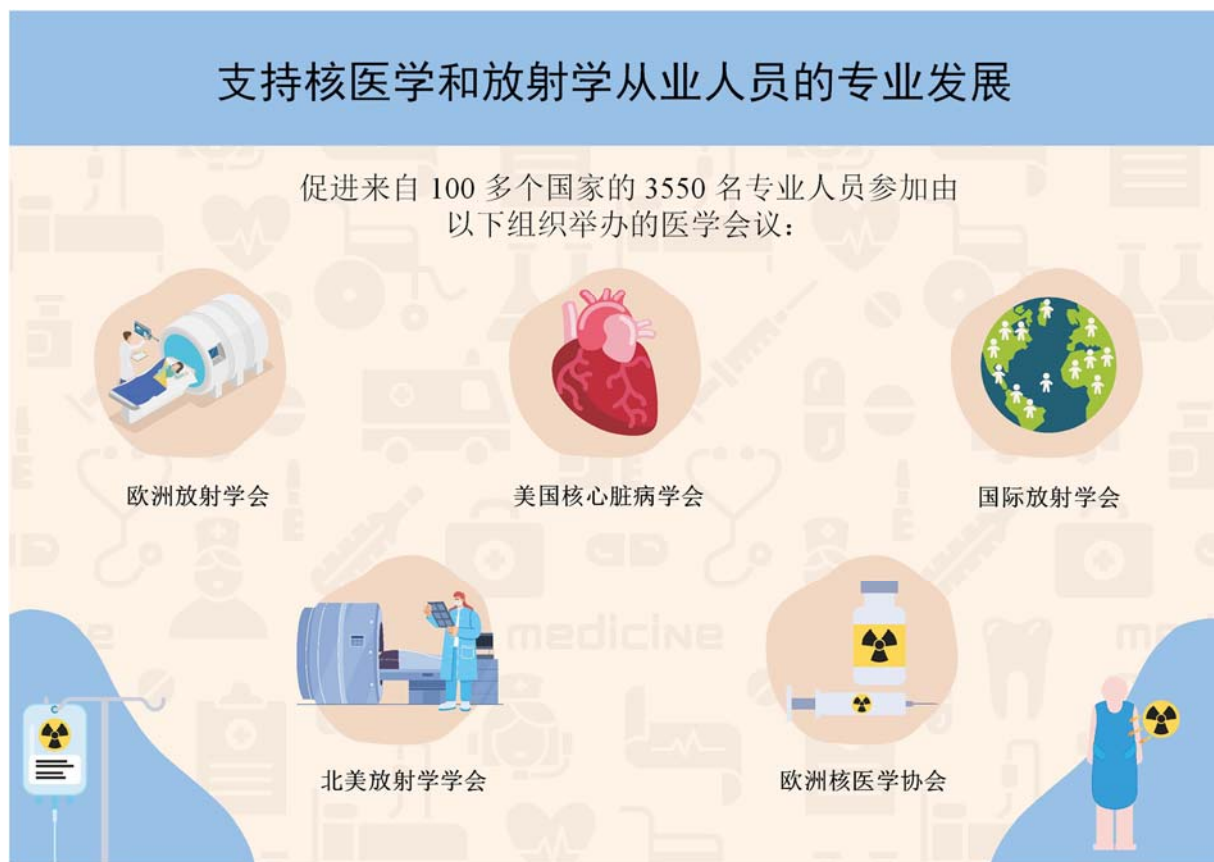 支持核医学和放射学从业人员的专业发展
促进来自 100 多个国家的 3550 名专业人员参加由
以下组织举办的医学会议：
欧洲放射学会
美国核心脏病学会
国际放射学会
medicine
北美放射学学会
欧洲核医学协会